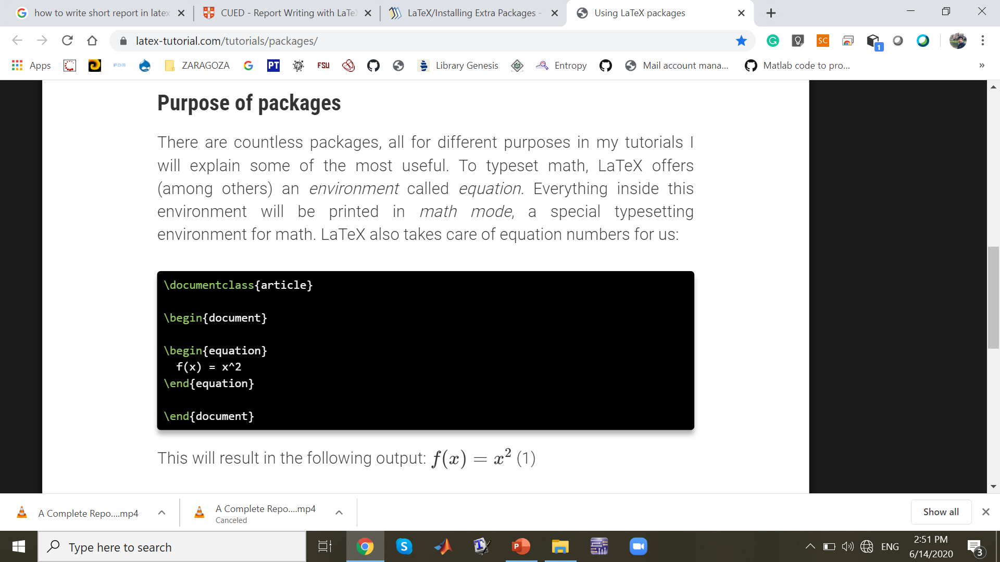 how to write short report in latex
CUED - Report Writing with LaTeX
LaTeX/Installing Extra Packages -
Using LaTeX packages
latex-tutorial.com/tutorials/packages/
SC
1
Apps
PDB
ZARAGOZA
PT
FSU
Library Genesis
Entropy
Mail account mana...
Matlab code to pro...
»
Purpose of packages
There are countless packages, all for different purposes in my tutorials I
will explain some of the most useful. To typeset math, LaTeX offers
(among others) an environment called equation. Everything inside this
environment will be printed in math mode, a special typesetting
environment for math. LaTeX also takes care of equation numbers for us:
\documentclass{article}
\begin{document}
\begin{equation}
f(x) = x^2
\end{equation}
\end{document}
This will result in the following output: f(x) = x² (1)
A Complete Repo....mp4
A Complete Repo....mp4
Canceled
Show all
Type here to search
ENG
2:51 PM
6/14/2020
3